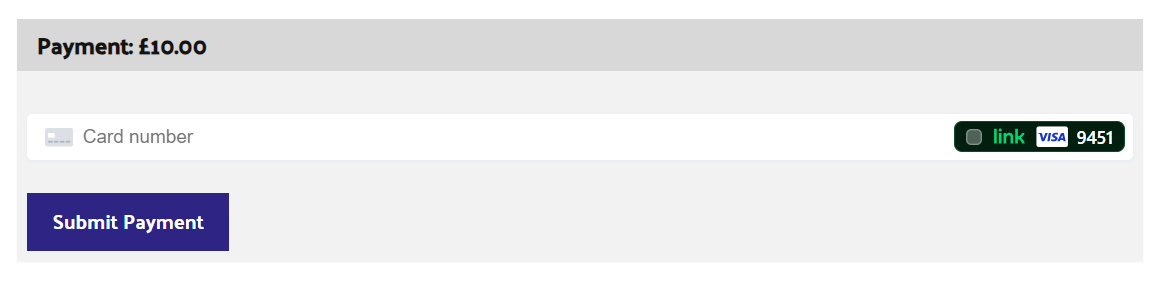 Payment: £10.00
Card number link VISA 9451
Submit Payment